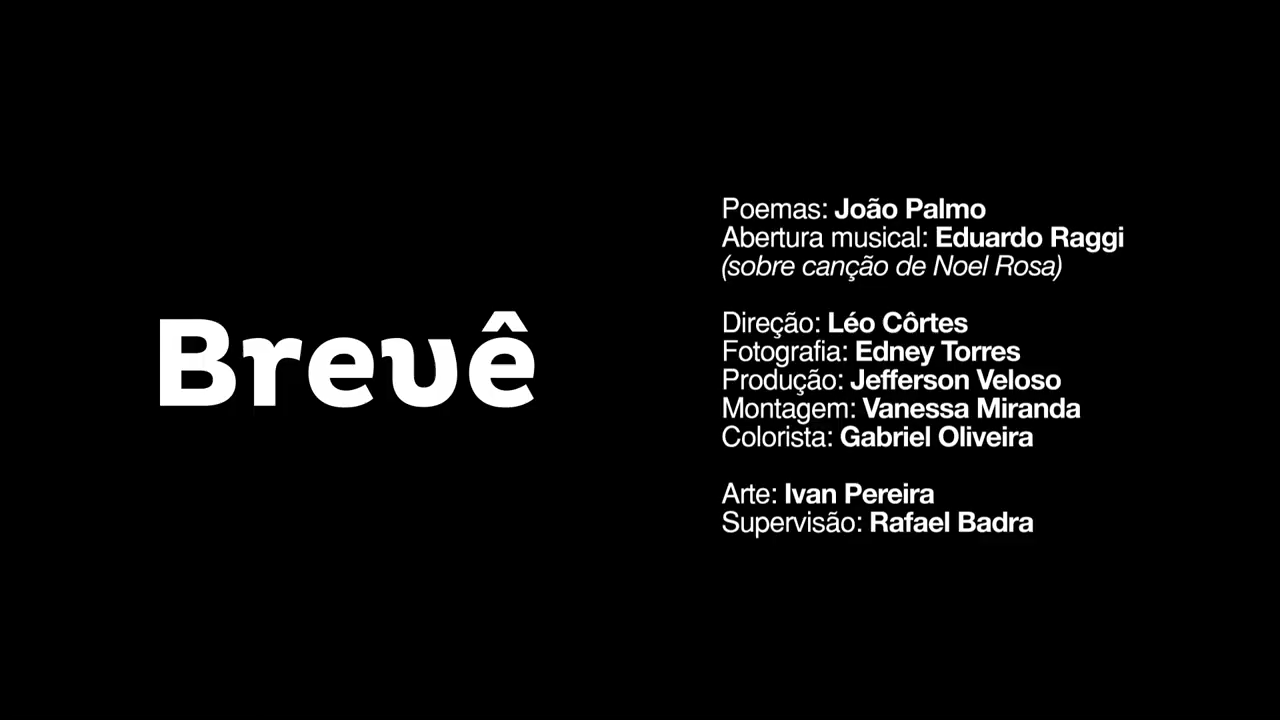 Brevê
Poemas: João Palmo
Abertura musical: Eduardo Raggi
(sobre canção de Noel Rosa)
Direção: Léo Côrtes
Fotografia: Edney Torres
Produção: Jefferson Veloso
Montagem: Vanessa Miranda
Colorista: Gabriel Oliveira
Arte: Ivan Pereira
Supervisão: Rafael Badra